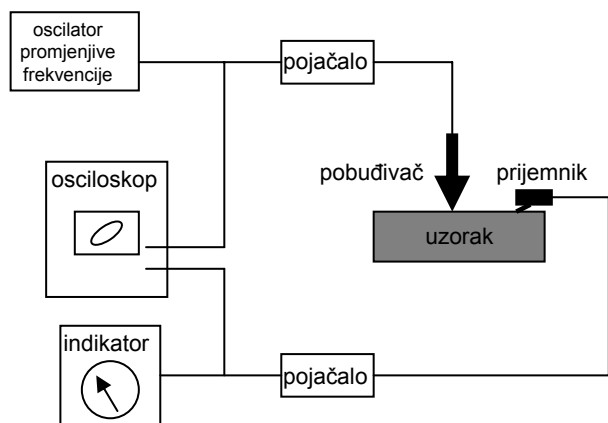 oscilator
promjenjive
frekvencije
pojačalo
osciloskop
pobuđivač
prijemnik
uzorak
indikator
pojačalo